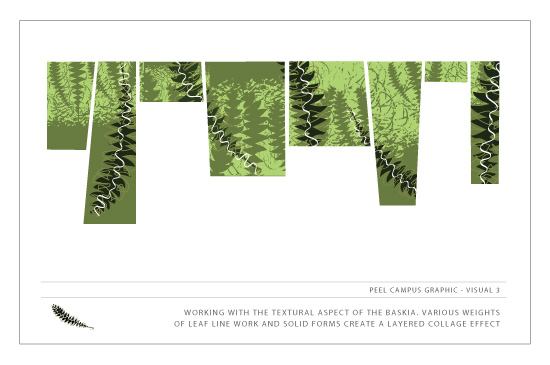 PEEL CAMPUS GRAPHIC - VISUAL 3
WORKING WITH THE TEXTURAL ASPECT OF THE BASKIA. VARIOUS WEIGHTS
OF LEAF LINE WORK AND SOLID FORMS CREATE A LAYERED COLLAGE EFFECT